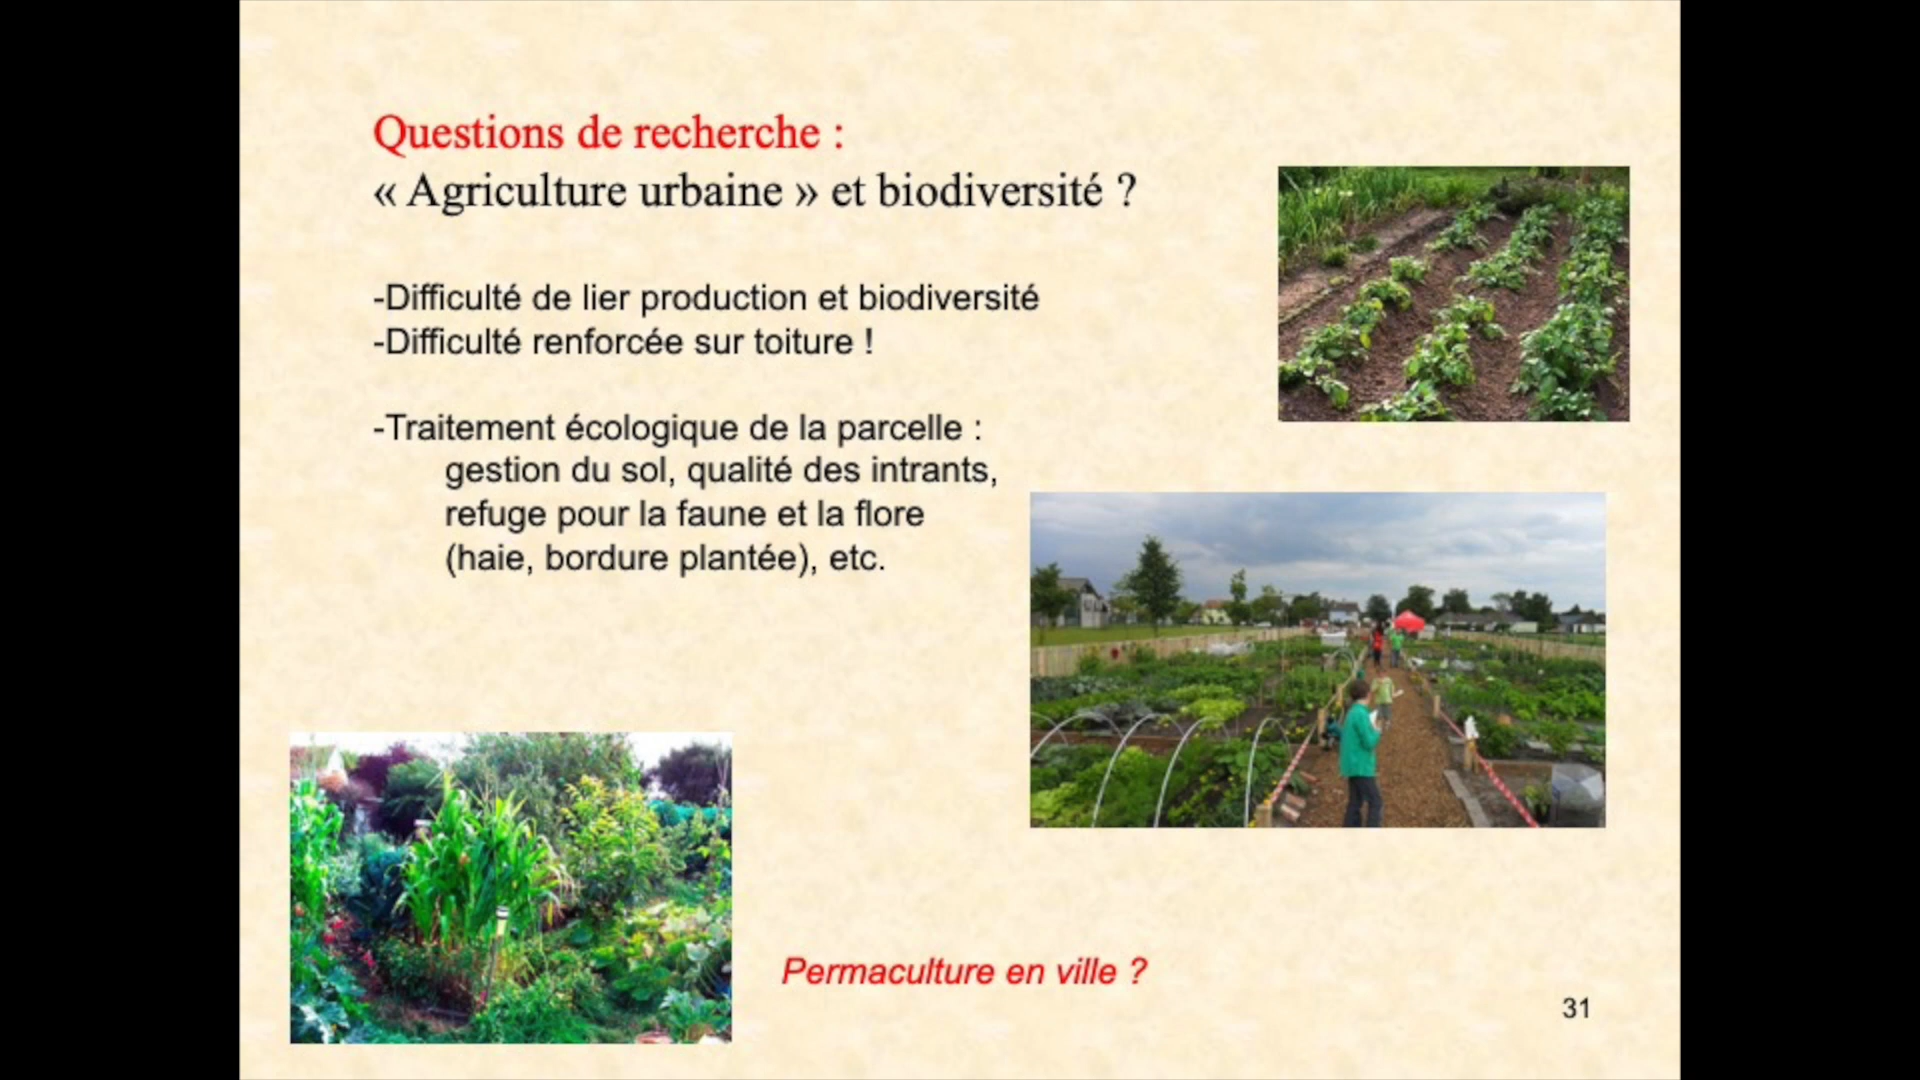 Questions de recherche :
« Agriculture urbaine » et biodiversité ?
-Difficulté de lier production et biodiversité
-Difficulté renforcée sur toiture !
-Traitement écologique de la parcelle :
gestion du sol, qualité des intrants,
refuge pour la faune et la flore
(haie, bordure plantée), etc.
Permaculture en ville ?
31